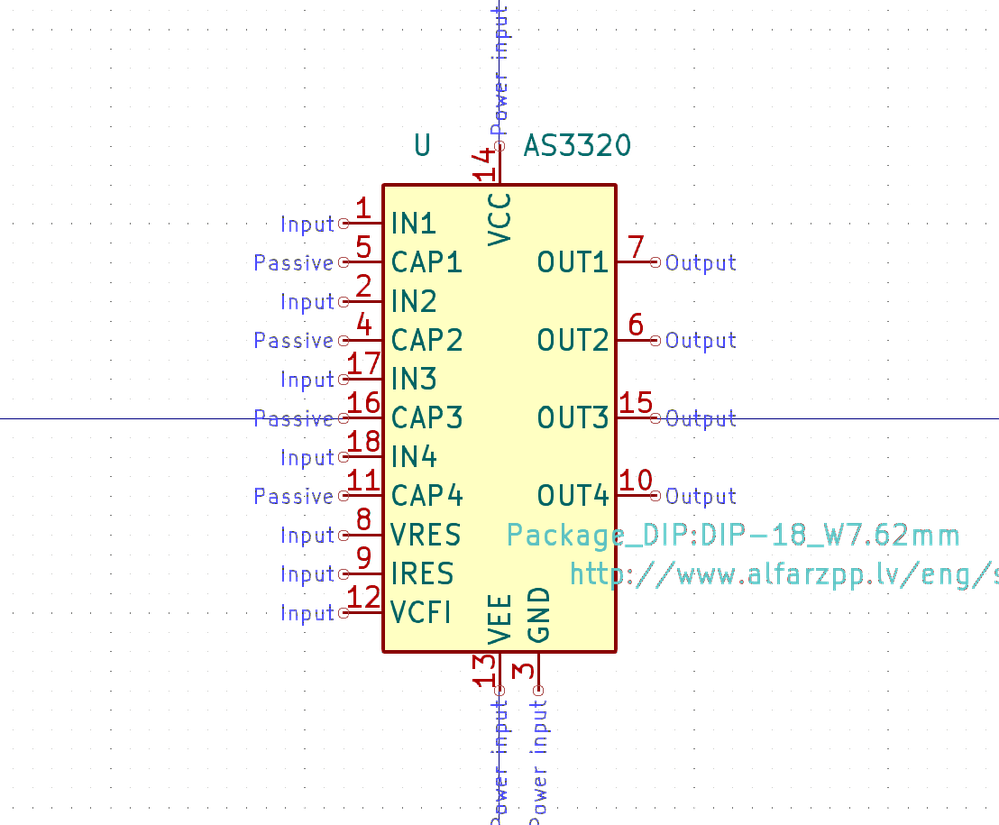 Power input
U AS3320
14
VCC
Input 1 IN1
Passive 5 CAP1 OUT1 7 Output
Input 2 IN2
Passive 4 CAP2 OUT2 6 Output
Input 17 IN3
Passive 16 CAP3 OUT3 15 Output
Input 18 IN4
Passive 11 CAP4 OUT4 10 Output
Input 8 VRES Package_DIP:DIP-18_W7.62mm
Input 9 IRES http://www.alfarzpp.lv/eng/s
Input 12 VCFI
VEE GND
13 3
Power input Power input